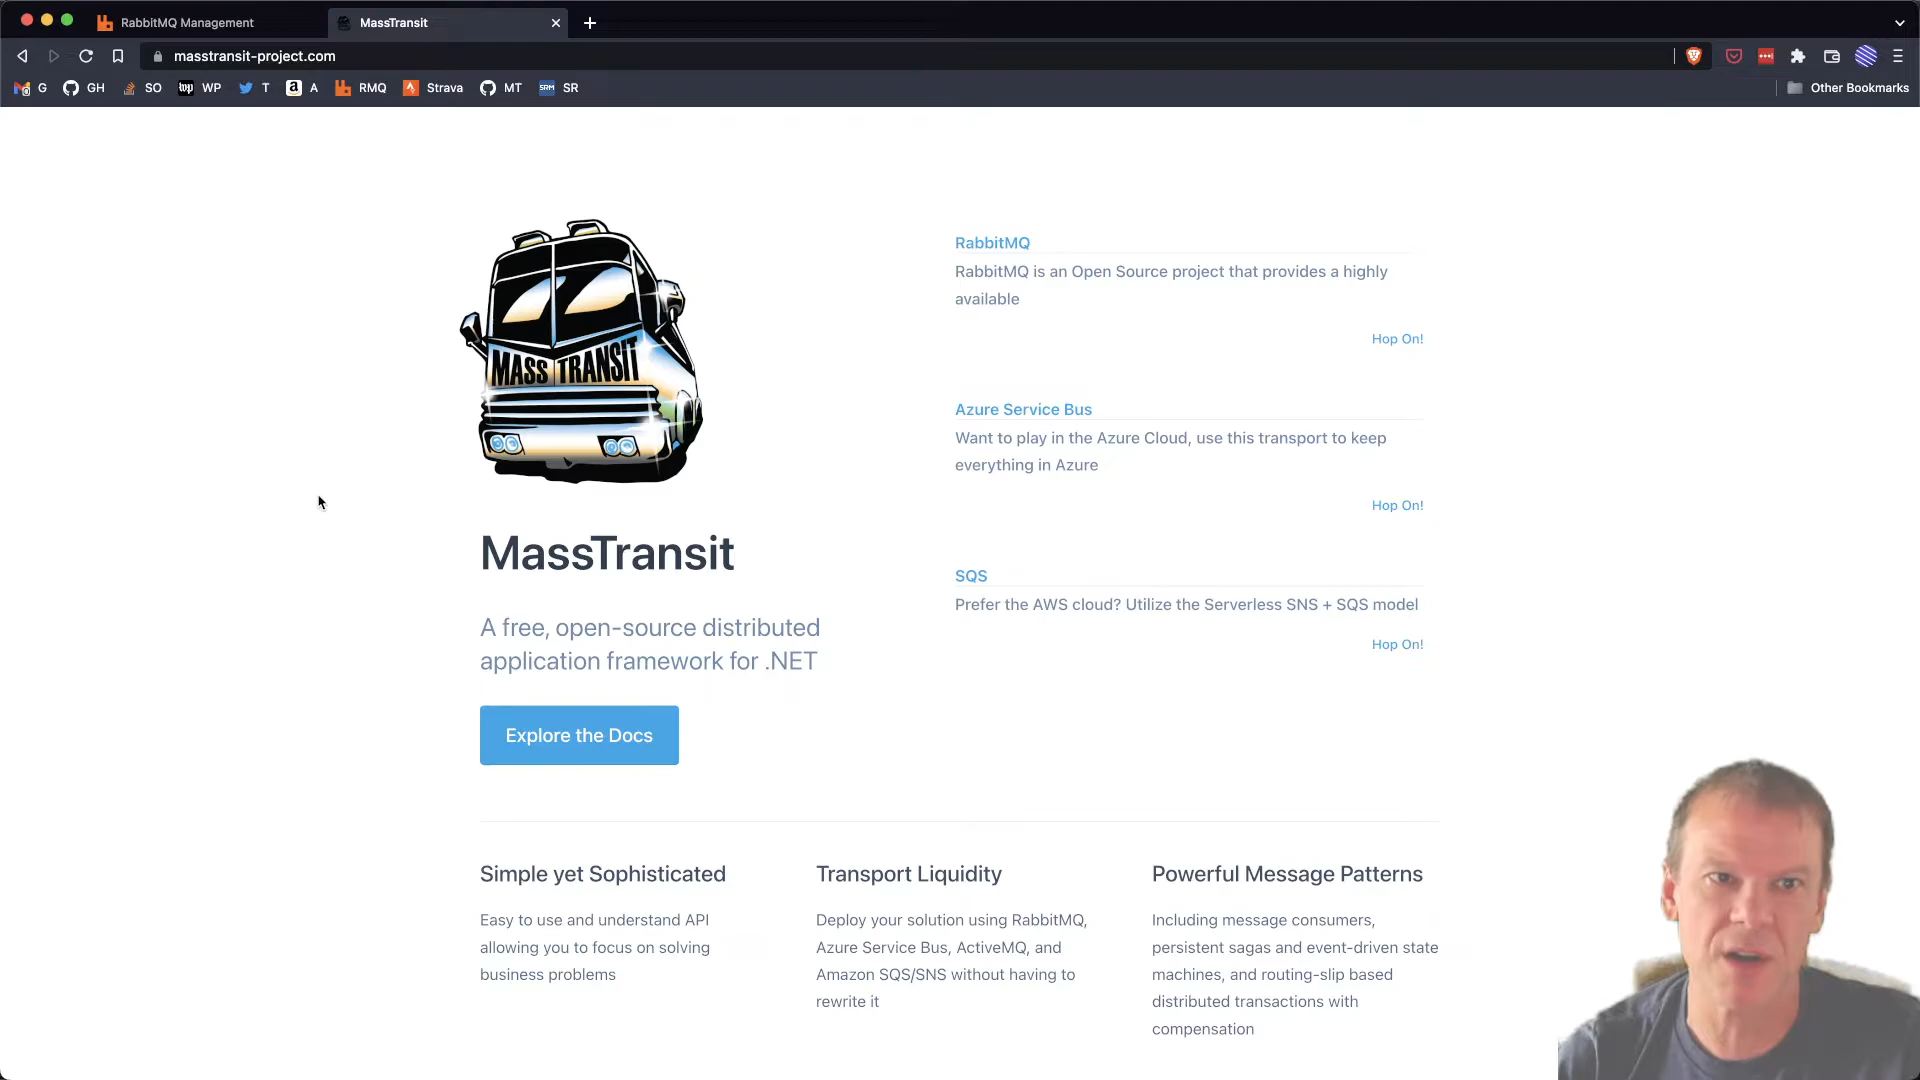 RabbitMQ Management
MassTransit
masstransit-project.com
G
GH
SO
WP
T
A
RMQ
Strava
MT
SRM
SR
Other Bookmarks
MASS TRANSIT
MassTransit
A free, open-source distributed
application framework for .NET
Explore the Docs
RabbitMQ
RabbitMQ is an Open Source project that provides a highly
available
Hop On!
Azure Service Bus
Want to play in the Azure Cloud, use this transport to keep
everything in Azure
Hop On!
SQS
Prefer the AWS cloud? Utilize the Serverless SNS + SQS model
Hop On!
Simple yet Sophisticated
Easy to use and understand API
allowing you to focus on solving
business problems
Transport Liquidity
Deploy your solution using RabbitMQ,
Azure Service Bus, ActiveMQ, and
Amazon SQS/SNS without having to
rewrite it
Powerful Message Patterns
Including message consumers,
persistent sagas and event-driven state
machines, and routing-slip based
distributed transactions with
compensation